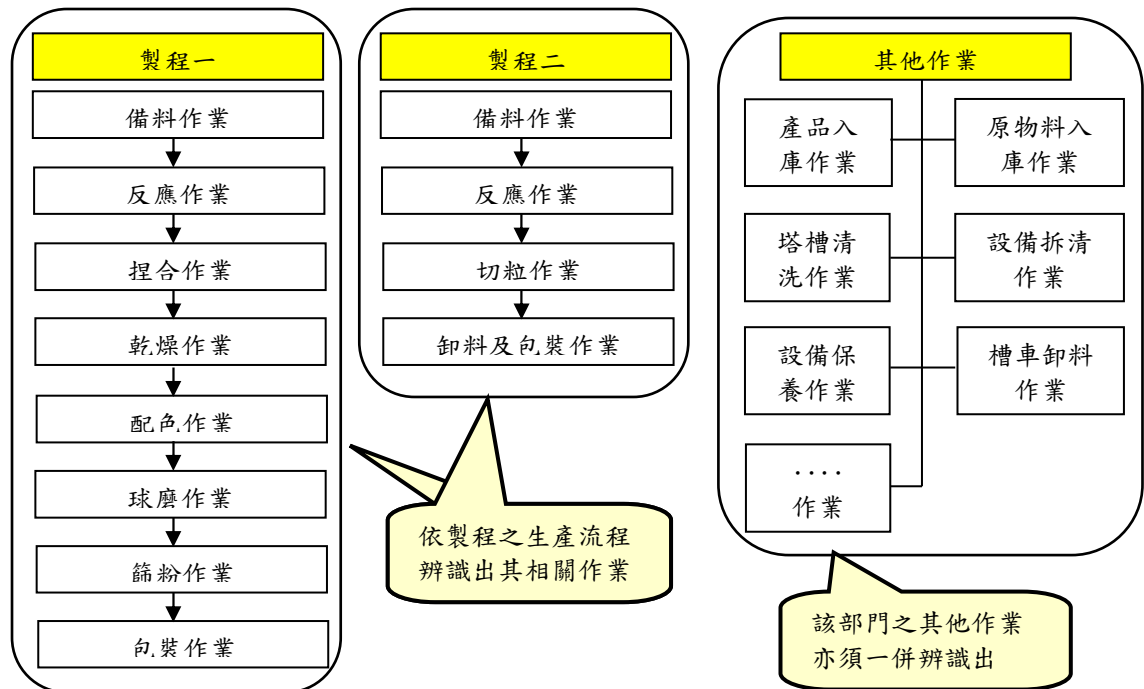 製程一
備料作業
反應作業
捏合作業
乾燥作業
配色作業
球磨作業
篩粉作業
包裝作業
製程二
備料作業
反應作業
切粒作業
卸料及包裝作業
依製程之生產流程
辨識出其相關作業
其他作業
產品入
庫作業
原物料入
庫作業
塔槽清
洗作業
設備拆清
作業
設備保
養作業
槽車卸料
作業
‥‥
作業
該部門之其他作業
亦須一併辨識出